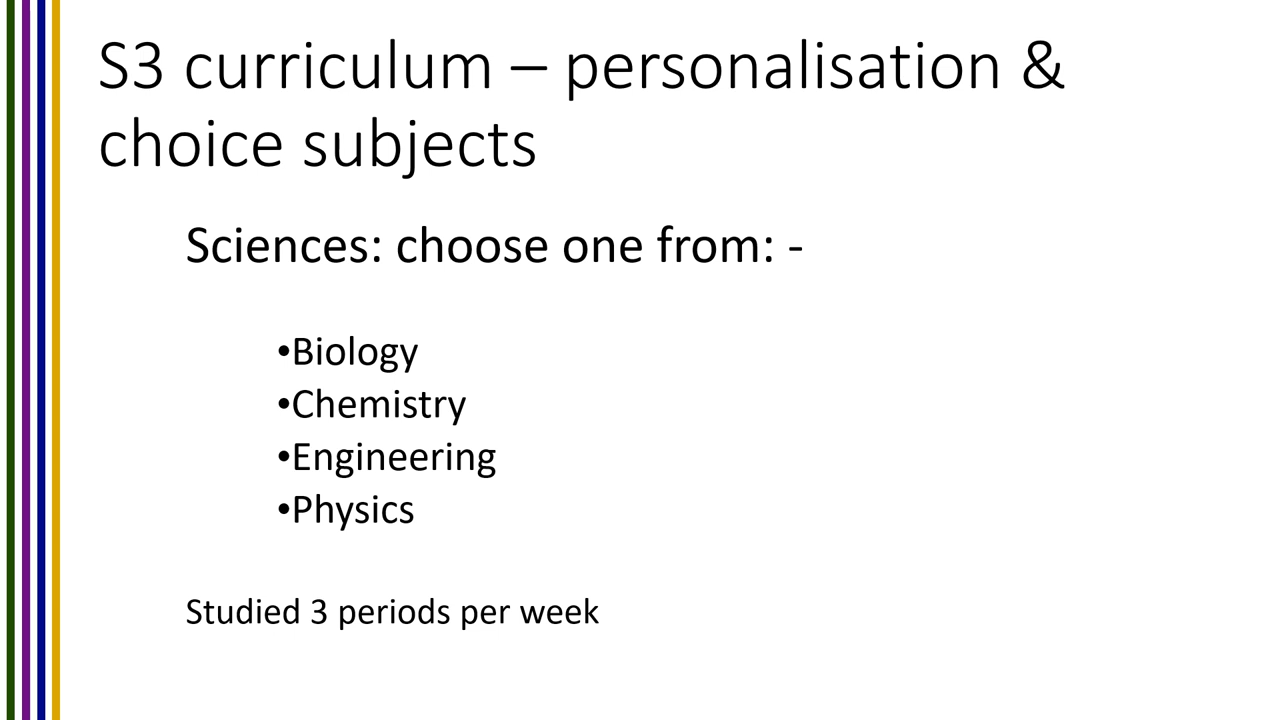 S3 curriculum – personalisation &
choice subjects
Sciences: choose one from: -
•Biology
•Chemistry
•Engineering
•Physics
Studied 3 periods per week